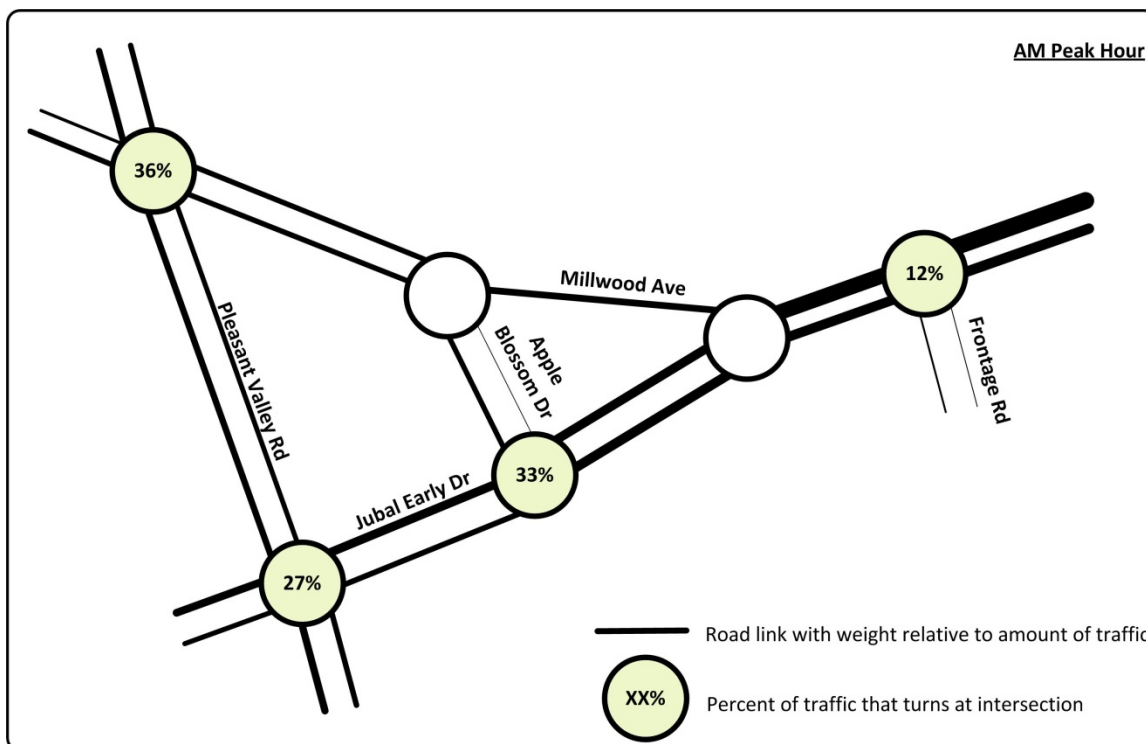 AM Peak Hour
36%
12%
Millwood Ave
Apple
Blossom Dr
Pleasant Valley Rd
Frontage Rd
33%
Jubal Early Dr
27%
Road link with weight relative to amount of traffic
XX%
Percent of traffic that turns at intersection